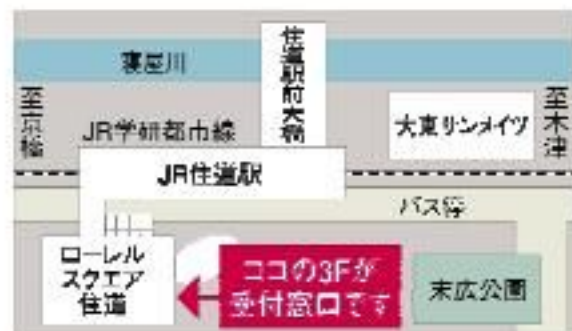 寝屋川
住道駅前大橋
至京橋
JR学研都市線
大東サンメイツ
至木津
JR住道駅
バス停
ローレル
スクエア
住道
ココの3Fが
受付窓口です
末広公園